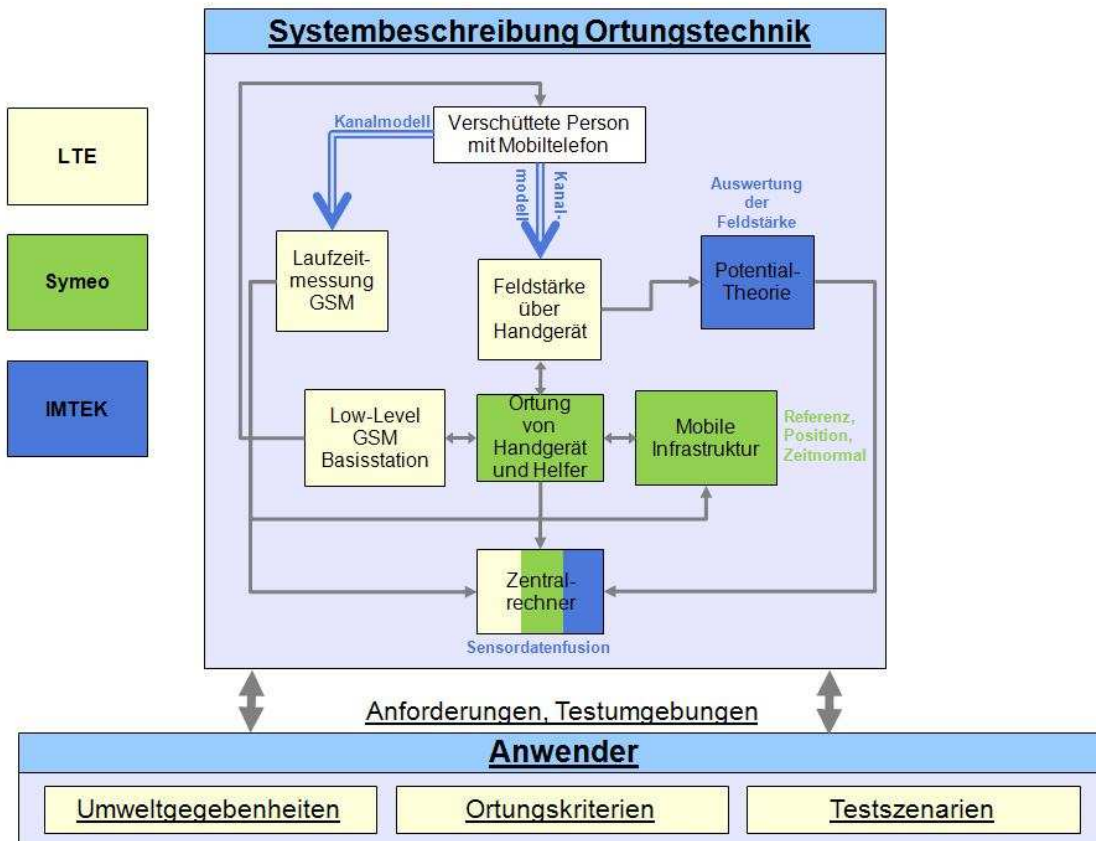 Systembeschreibung Ortungstechnik
LTE
Symeo
IMTEK
Kanalmodell
Verschüttete Person
mit Mobiltelefon
Kanal-
modell
Auswertung
der
Feldstärke
Laufzeit-
messung
GSM
Feldstärke
über
Handgerät
Potential-
Theorie
Low-Level
GSM
Basisstation
Ortung
von
Handgerät
und Helfer
Mobile
Infrastruktur
Referenz,
Position,
Zeitnormal
Zentral-
rechner
Sensordatenfusion
Anforderungen, Testumgebungen
Anwender
Umweltgegebenheiten
Ortungskriterien
Testszenarien